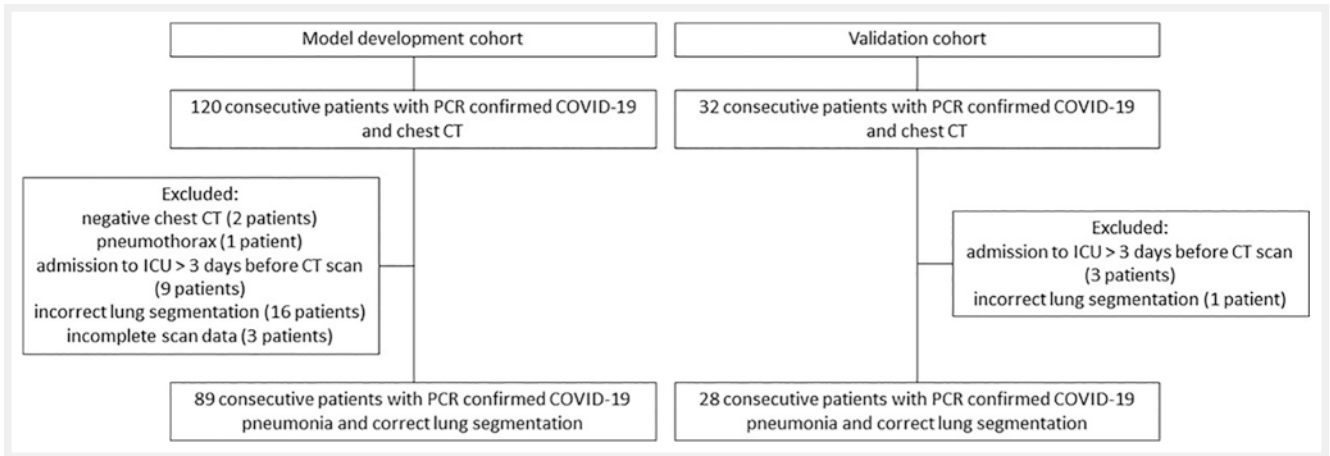 Model development cohort
120 consecutive patients with PCR confirmed COVID-19
and chest CT
Excluded:
negative chest CT (2 patients)
pneumothorax (1 patient)
admission to ICU > 3 days before CT scan
(9 patients)
incorrect lung segmentation (16 patients)
incomplete scan data (3 patients)
89 consecutive patients with PCR confirmed COVID-19
pneumonia and correct lung segmentation
Validation cohort
32 consecutive patients with PCR confirmed COVID-19
and chest CT
Excluded:
admission to ICU > 3 days before CT scan
(3 patients)
incorrect lung segmentation (1 patient)
28 consecutive patients with PCR confirmed COVID-19
pneumonia and correct lung segmentation